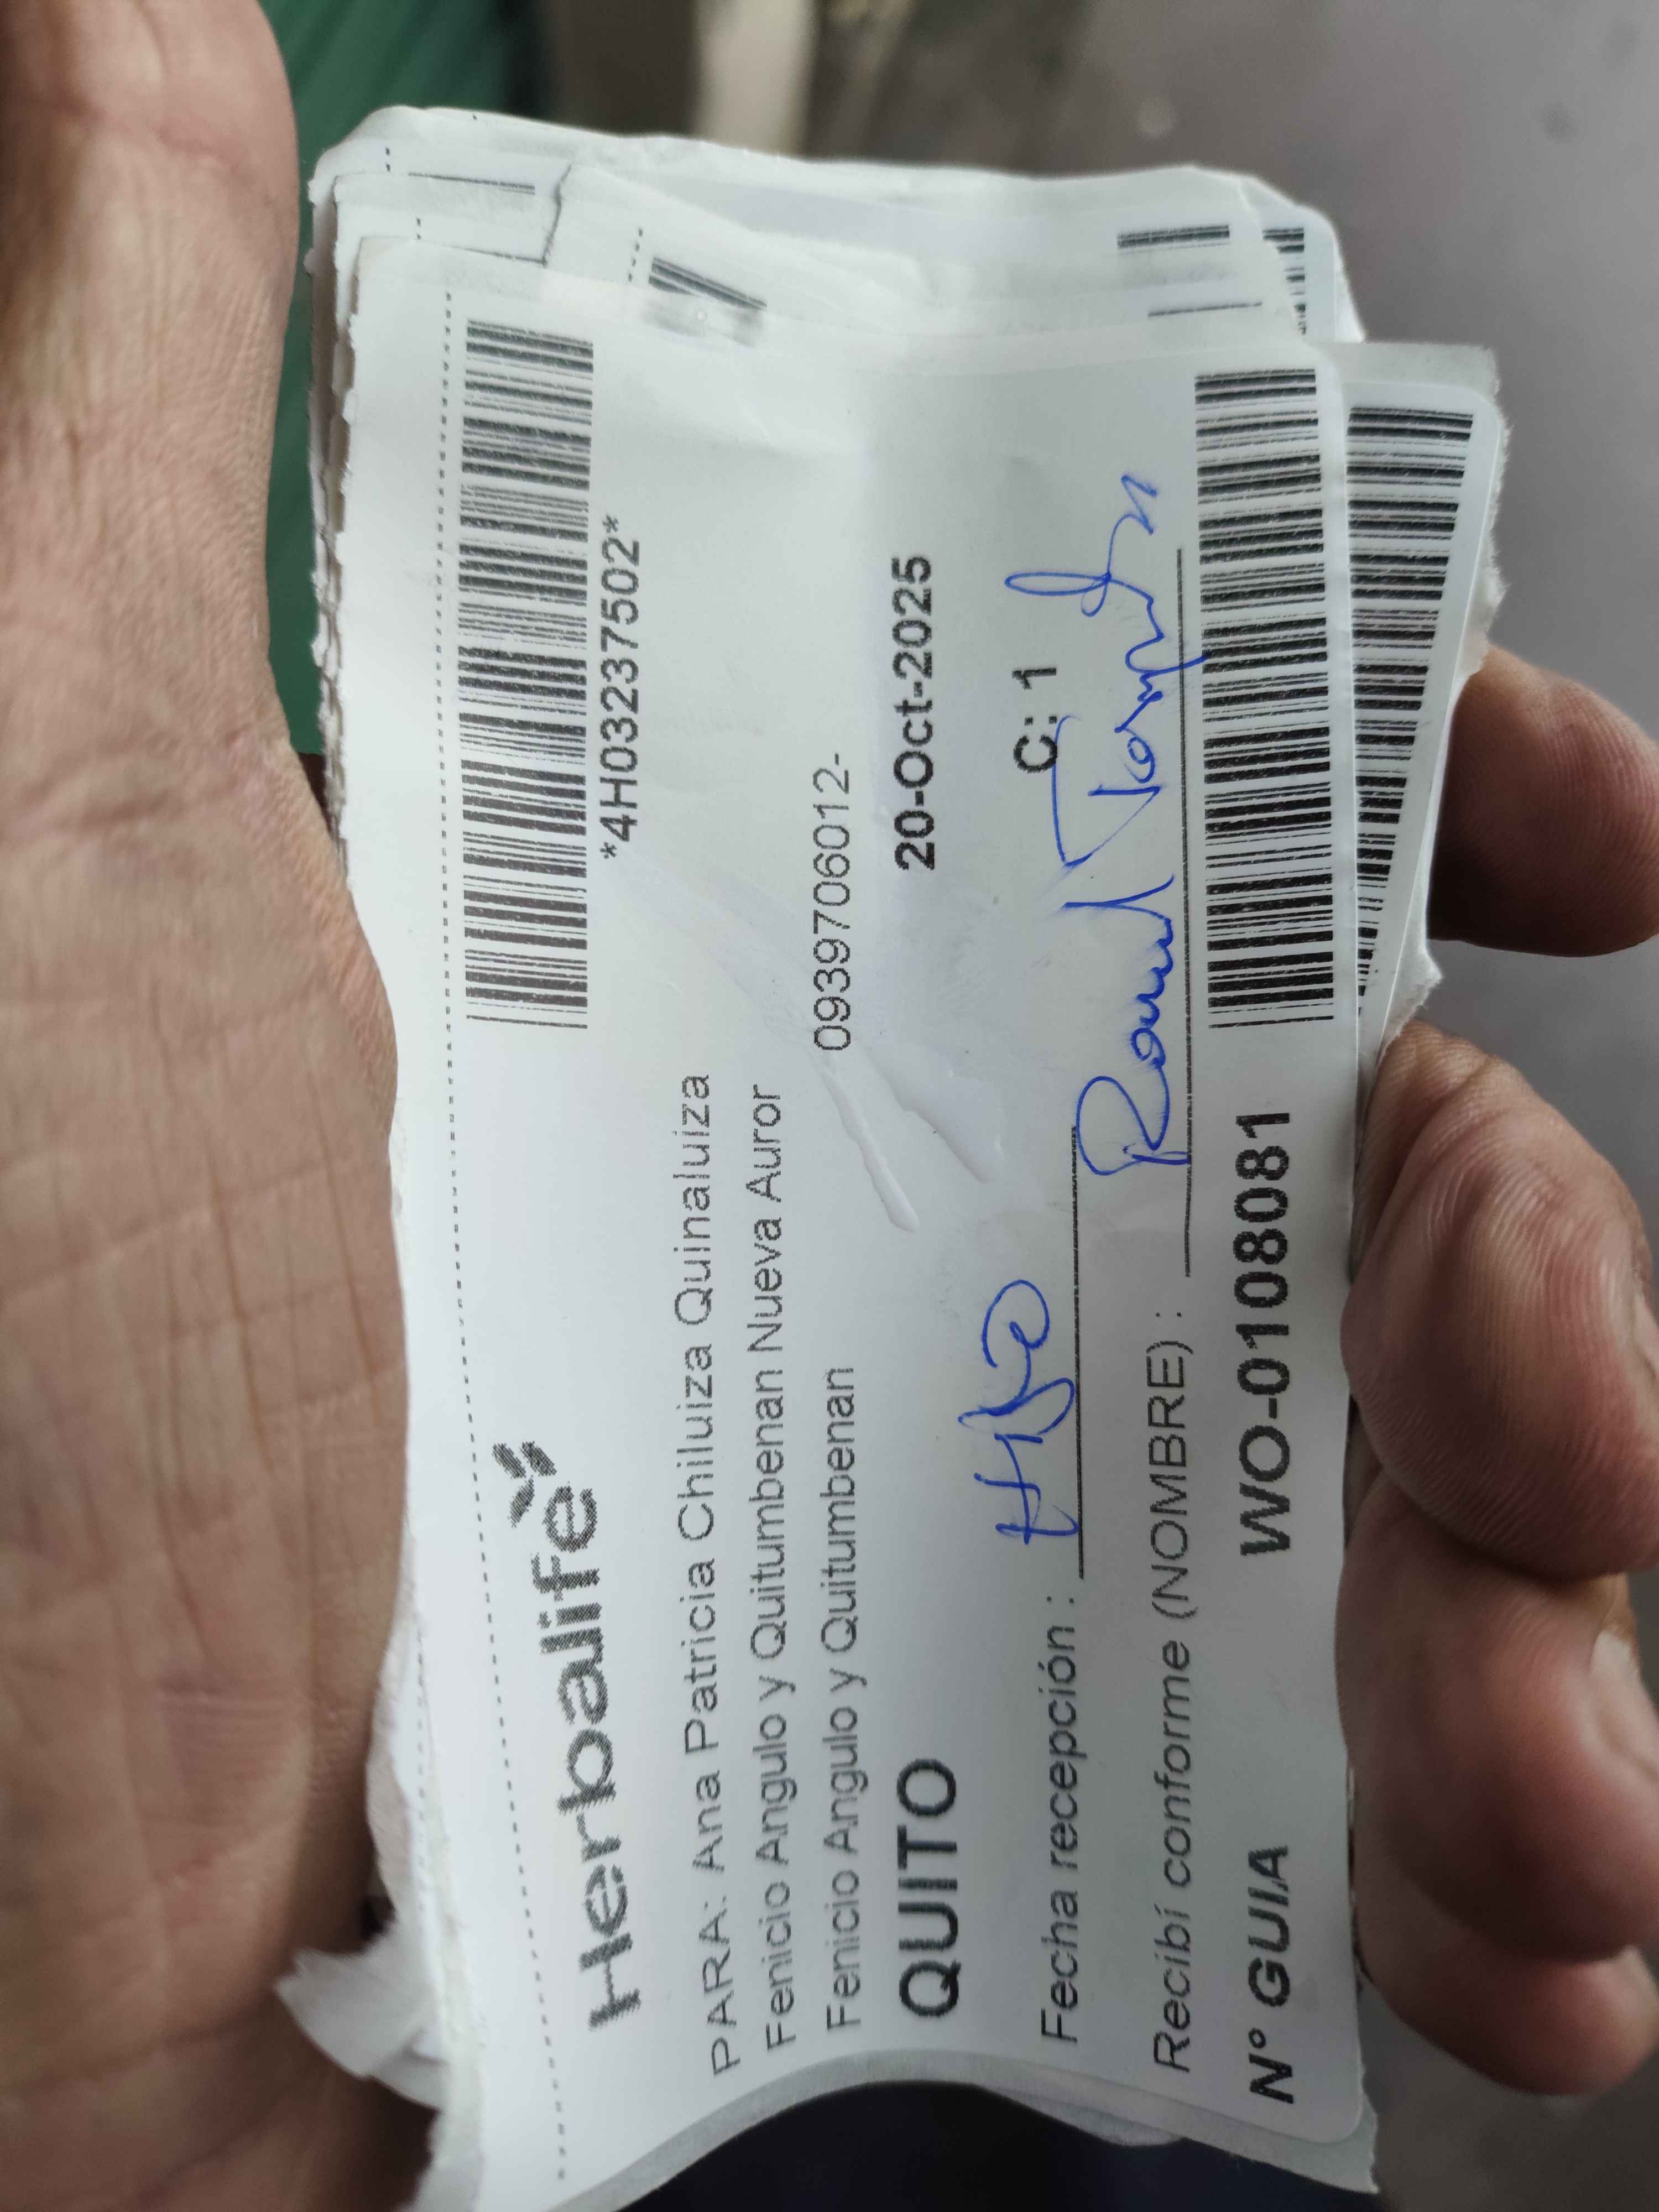 Herbalife
*4H03237502*
PARA: Ana Patricia Chiluiza Quinaluiza
Fenicio Angulo y Quitumbenan Nueva Auror
Fenicio Angulo y Quitumbenan
0939706012-
QUITO
20-Oct-2025
Fecha recepción :
C: 1
Recibí conforme (NOMBRE) :
Nº GUIA WO-0108081